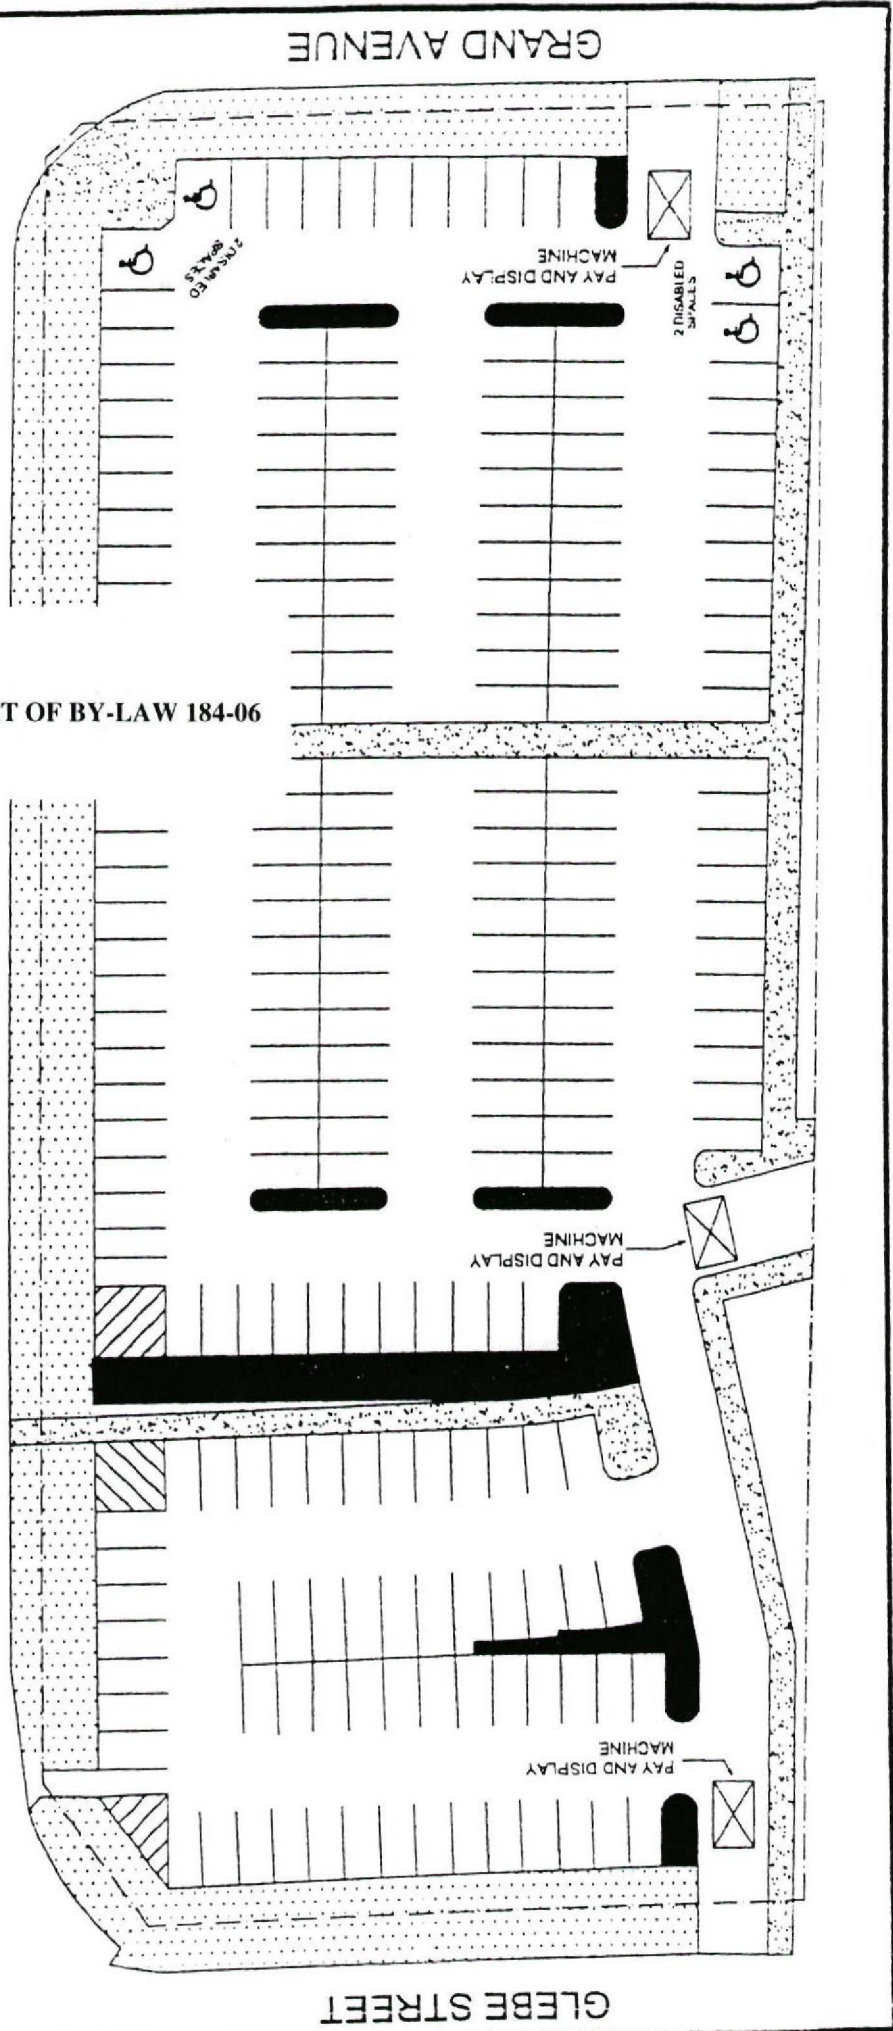 GRAND AVENUE
2 DISABLED
SPACES
PAY AND DISPLAY
MACHINE
2 DISABLED
SPACES
T OF BY-LAW 184-06
PAY AND DISPLAY
MACHINE
PAY AND DISPLAY
MACHINE
GLEBE STREET